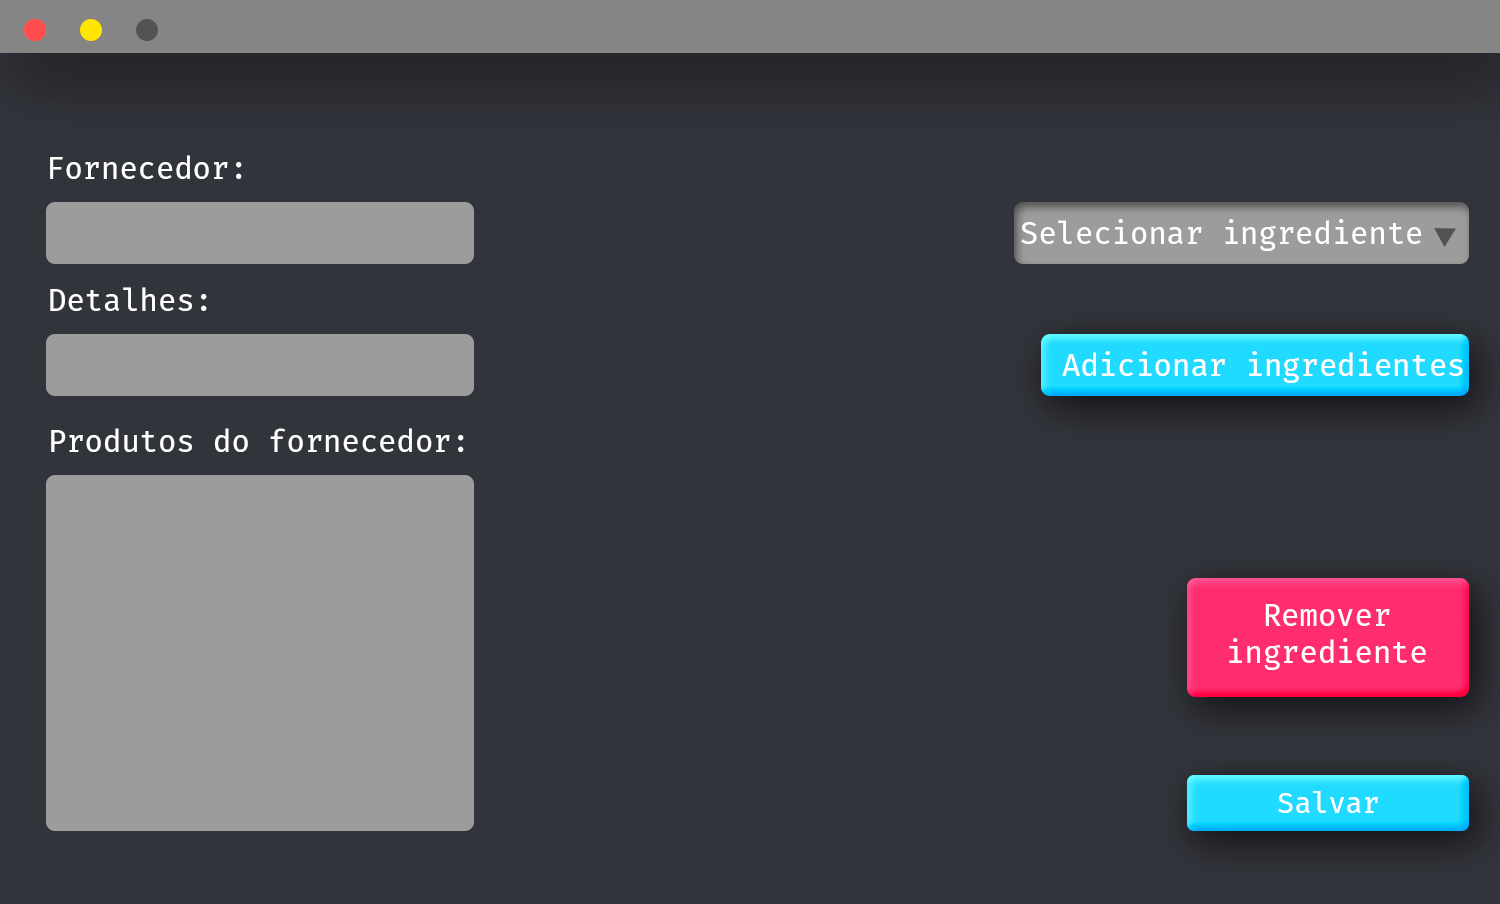 Fornecedor:
Selecionar ingrediente
Detalhes:
Adicionar ingredientes
Produtos do fornecedor:
Remover
ingrediente
Salvar